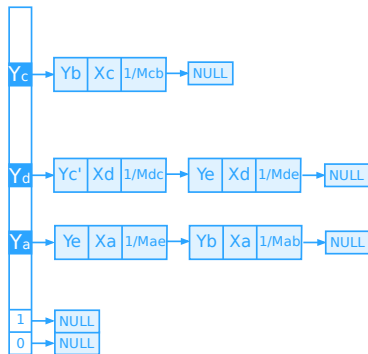 Yc Yb Xc 1/Mcb NULL
Yd Yc' Xd 1/Mdc Ye Xd 1/Mde NULL
Ya Ye Xa 1/Mae Yb Xa 1/Mab NULL
1 NULL
0 NULL